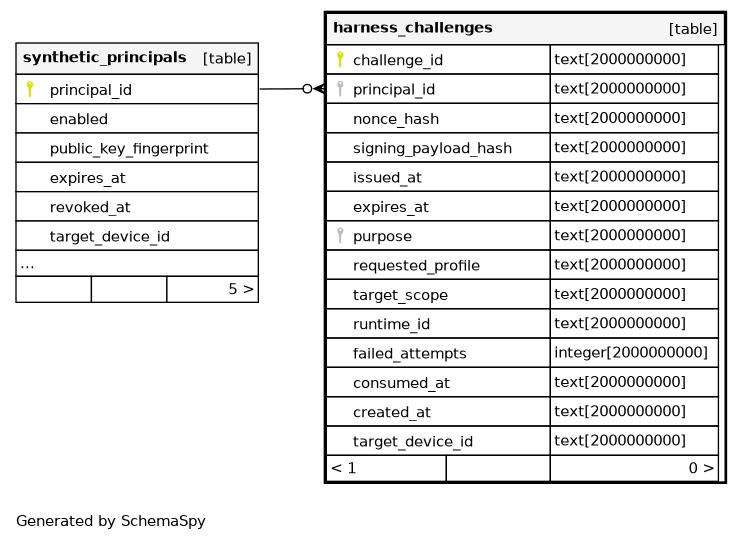 synthetic_principals [table]
principal_id
enabled
public_key_fingerprint
expires_at
revoked_at
target_device_id
...
5 >
harness_challenges [table]
challenge_id text[2000000000]
principal_id text[2000000000]
nonce_hash text[2000000000]
signing_payload_hash text[2000000000]
issued_at text[2000000000]
expires_at text[2000000000]
purpose text[2000000000]
requested_profile text[2000000000]
target_scope text[2000000000]
runtime_id text[2000000000]
failed_attempts integer[2000000000]
consumed_at text[2000000000]
created_at text[2000000000]
target_device_id text[2000000000]
< 1 0 >
Generated by SchemaSpy